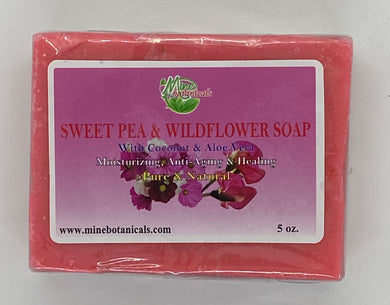 Mine
Botanicals
SWEET PEA & WILDFLOWER SOAP
With Coconut & Aloe Vera
Moisturizing, Anti-Aging & Healing
Pure & Natural
www.minebotanicals.com
5 oz.